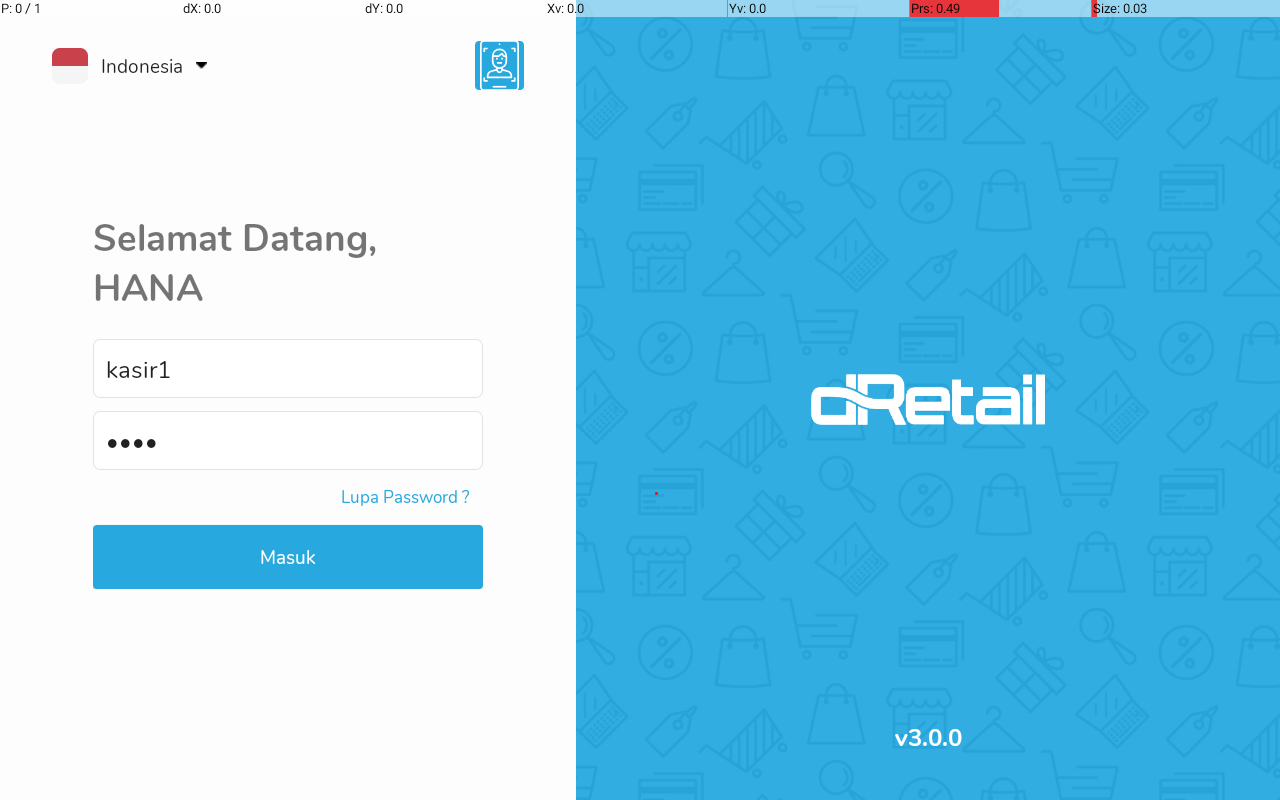 P: 0 / 1 dX: 0.0 dY: 0.0 Xv: 0.0 Yv: 0.0 Prs: 0.49 Size: 0.03
Indonesia
Selamat Datang,
HANA
kasir1
••••
Lupa Password ?
Masuk
dRetail
v3.0.0